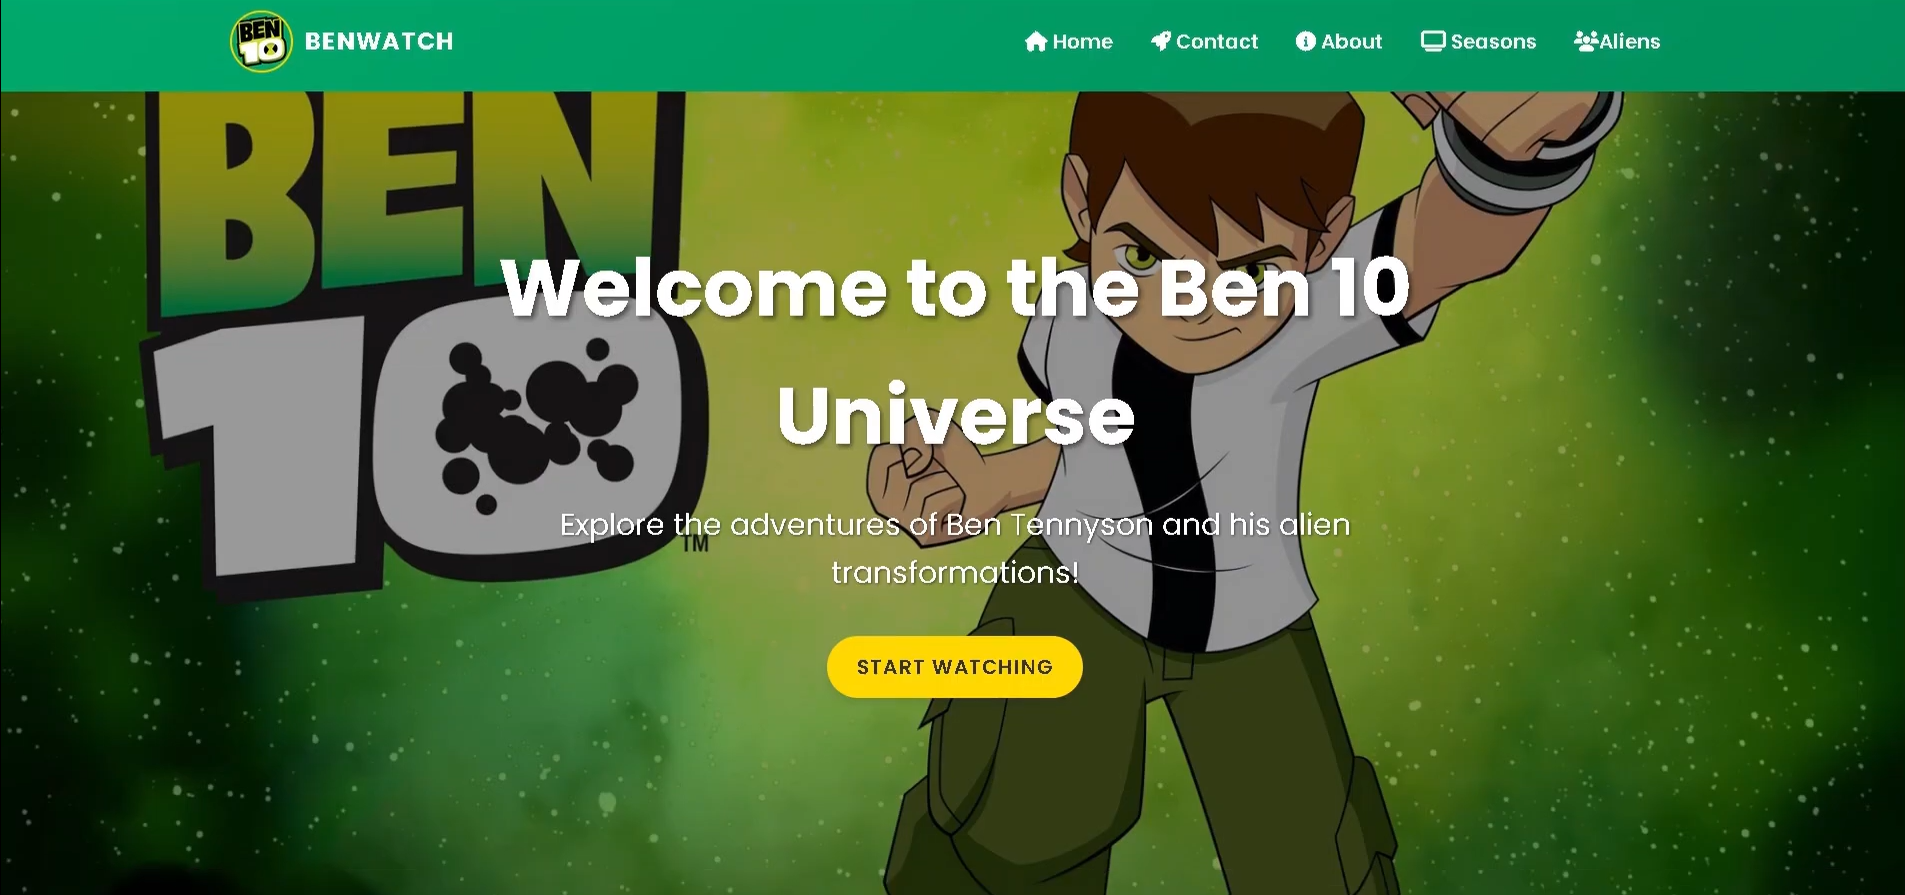 BEN
10
BENWATCH
Home
Contact
About
Seasons
Aliens
BEN
10
TM
Welcome to the Ben 10
Universe
Explore the adventures of Ben Tennyson and his alien
transformations!
START WATCHING